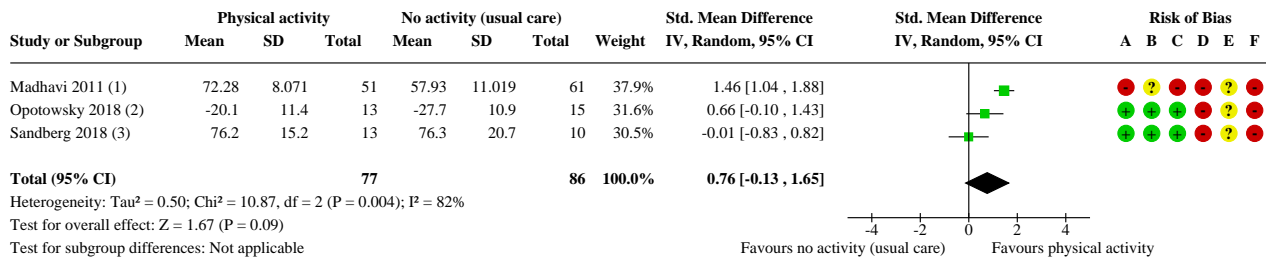 Physical activity No activity (usual care) Std. Mean Difference Std. Mean Difference Risk of Bias
Study or Subgroup Mean SD Total Mean SD Total Weight IV, Random, 95% CI IV, Random, 95% CI A B C D E F
Madhavi 2011 (1) 72.28 8.071 51 57.93 11.019 61 37.9% 1.46 [1.04 , 1.88] - ? - - ? -
Opotowsky 2018 (2) -20.1 11.4 13 -27.7 10.9 15 31.6% 0.66 [-0.10 , 1.43] + + + - ? -
Sandberg 2018 (3) 76.2 15.2 13 76.3 20.7 10 30.5% -0.01 [-0.83 , 0.82] + + + - ? -
Total (95% CI) 77 86 100.0% 0.76 [-0.13 , 1.65]
Heterogeneity: Tau² = 0.50; Chi² = 10.87, df = 2 (P = 0.004); I² = 82%
Test for overall effect: Z = 1.67 (P = 0.09) -4 -2 0 2 4
Test for subgroup differences: Not applicable Favours no activity (usual care) Favours physical activity